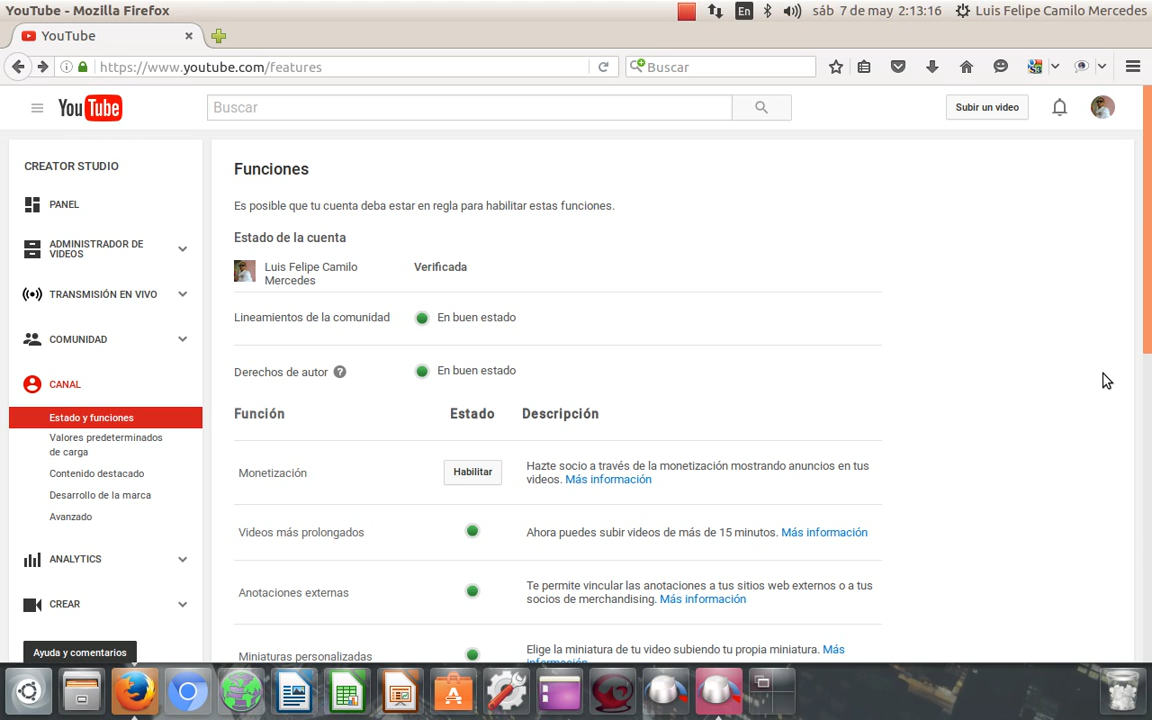 YouTube - Mozilla Firefox
En
sáb 7 de may 2:13:16
Luis Felipe Camilo Mercedes
YouTube
https://www.youtube.com/features
Buscar
YouTube
Buscar
Subir un video
CREATOR STUDIO
PANEL
ADMINISTRADOR DE
VIDEOS
TRANSMISIÓN EN VIVO
COMUNIDAD
CANAL
Estado y funciones
Valores predeterminados
de carga
Contenido destacado
Desarrollo de la marca
Avanzado
ANALYTICS
CREAR
Ayuda y comentarios
Funciones
Es posible que tu cuenta deba estar en regla para habilitar estas funciones.
Estado de la cuenta
Luis Felipe Camilo
Mercedes
Verificada
Lineamientos de la comunidad
En buen estado
Derechos de autor ?
En buen estado
Función Estado Descripción
Monetización
Habilitar
Hazte socio a través de la monetización mostrando anuncios en tus
videos. Más información
Videos más prolongados
Ahora puedes subir videos de más de 15 minutos. Más información
Anotaciones externas
Te permite vincular las anotaciones a tus sitios web externos o a tus
socios de merchandising. Más información
Miniaturas personalizadas
Elige la miniatura de tu video subiendo tu propia miniatura. Más
información